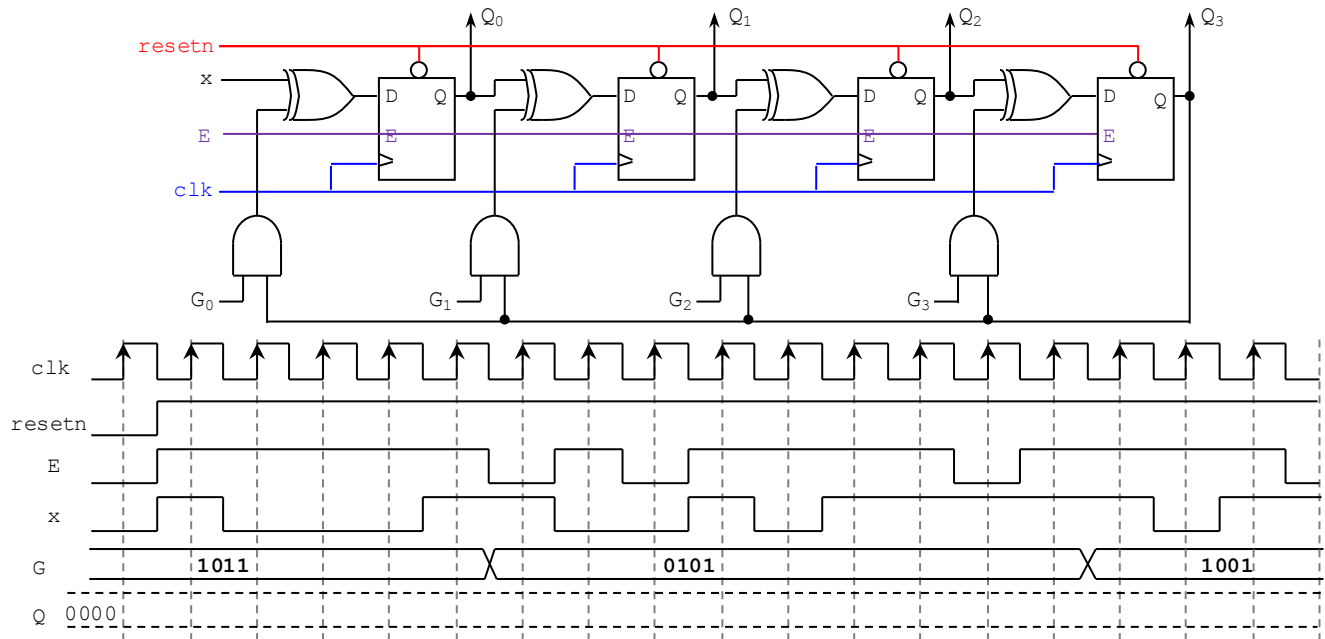 Q₀ Q₁ Q₂ Q₃
resetn
x
D Q D Q D Q D Q
E E E E E
clk
G₀ G₁ G₂ G₃
clk
resetn
E
x
G 1011 0101 1001
Q 0000